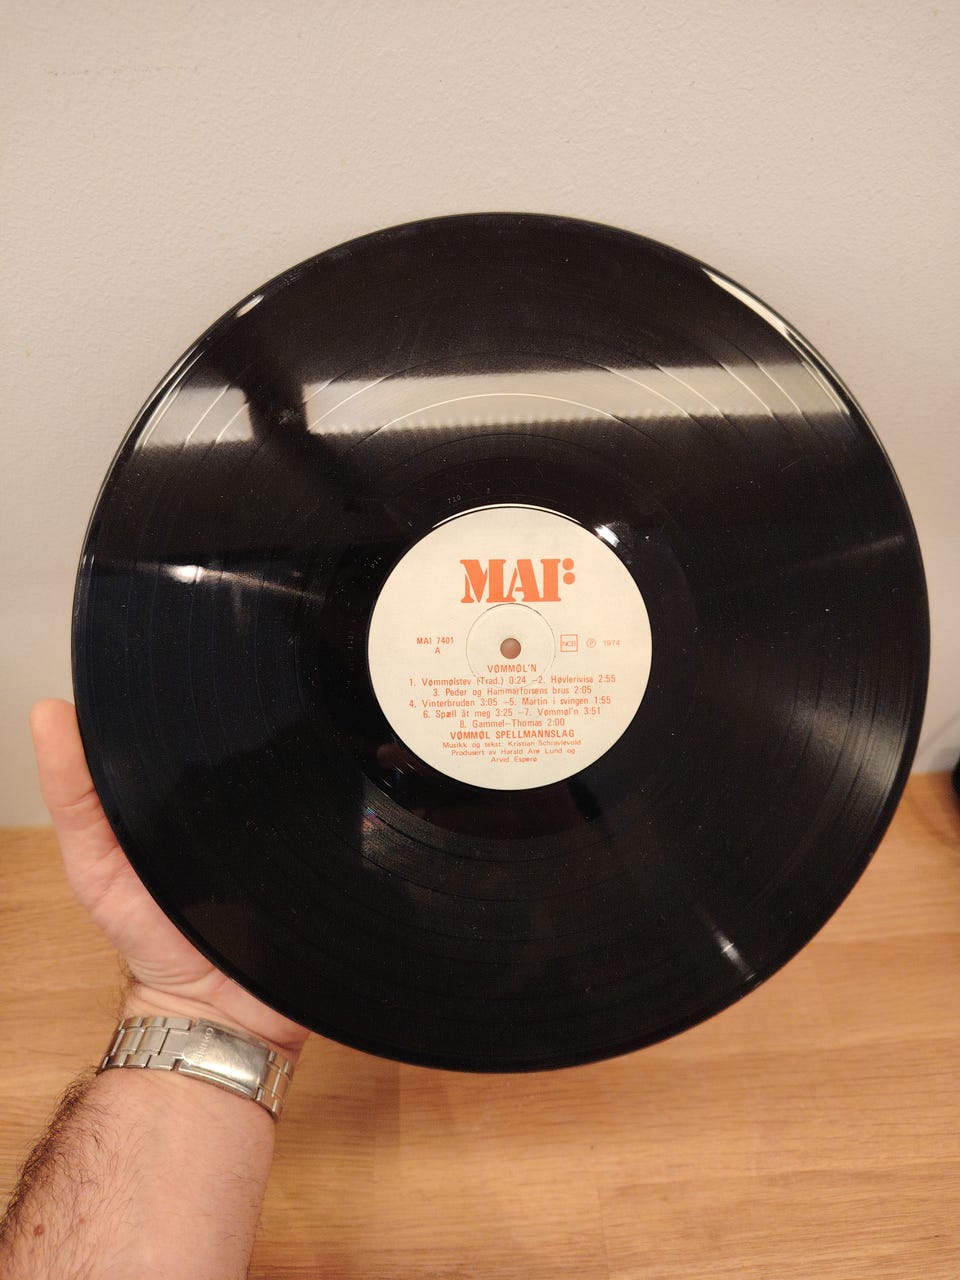 MAI:
MAI 7401
A
NCB
Ⓟ 1974
VØMMØL'N
1. Vømmølstev (Trad.) 0:24 –2. Høvlerivisa 2:55
3. Peder og Hammarforsens brus 2:05
4. Vinterbruden 3:05 –5. Martin i svingen 1:55
6. Spæll åt meg 3:25 –7. Vømmøl'n 3:51
8. Gammel-Thomas 2:00
VØMMØL SPELLMANNSLAG
Musikk og tekst: Kristian Schravlevold
Produsert av Harald Are Lund og
Arvid Esperø
SEIKO